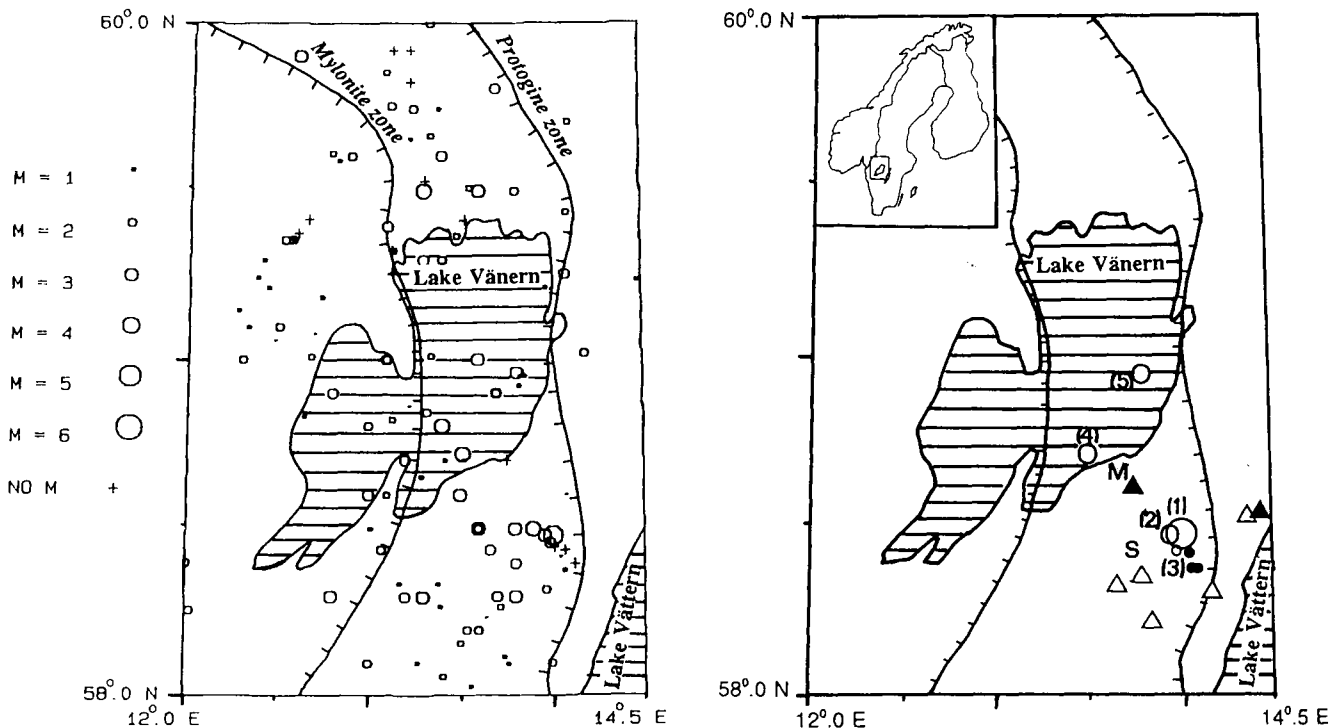 60°.0 N
Mylonite zone
Protogine zone
M = 1
M = 2
M = 3
M = 4
M = 5
M = 6
NO M +
Lake Vänern
Lake Vättern
58°.0 N
12°.0 E
14°.5 E
60°.0 N
Lake Vänern
(5)
(4)
M
(1)
(2)
S
(3)
Lake Vättern
58°.0 N
12°.0 E
14°.5 E